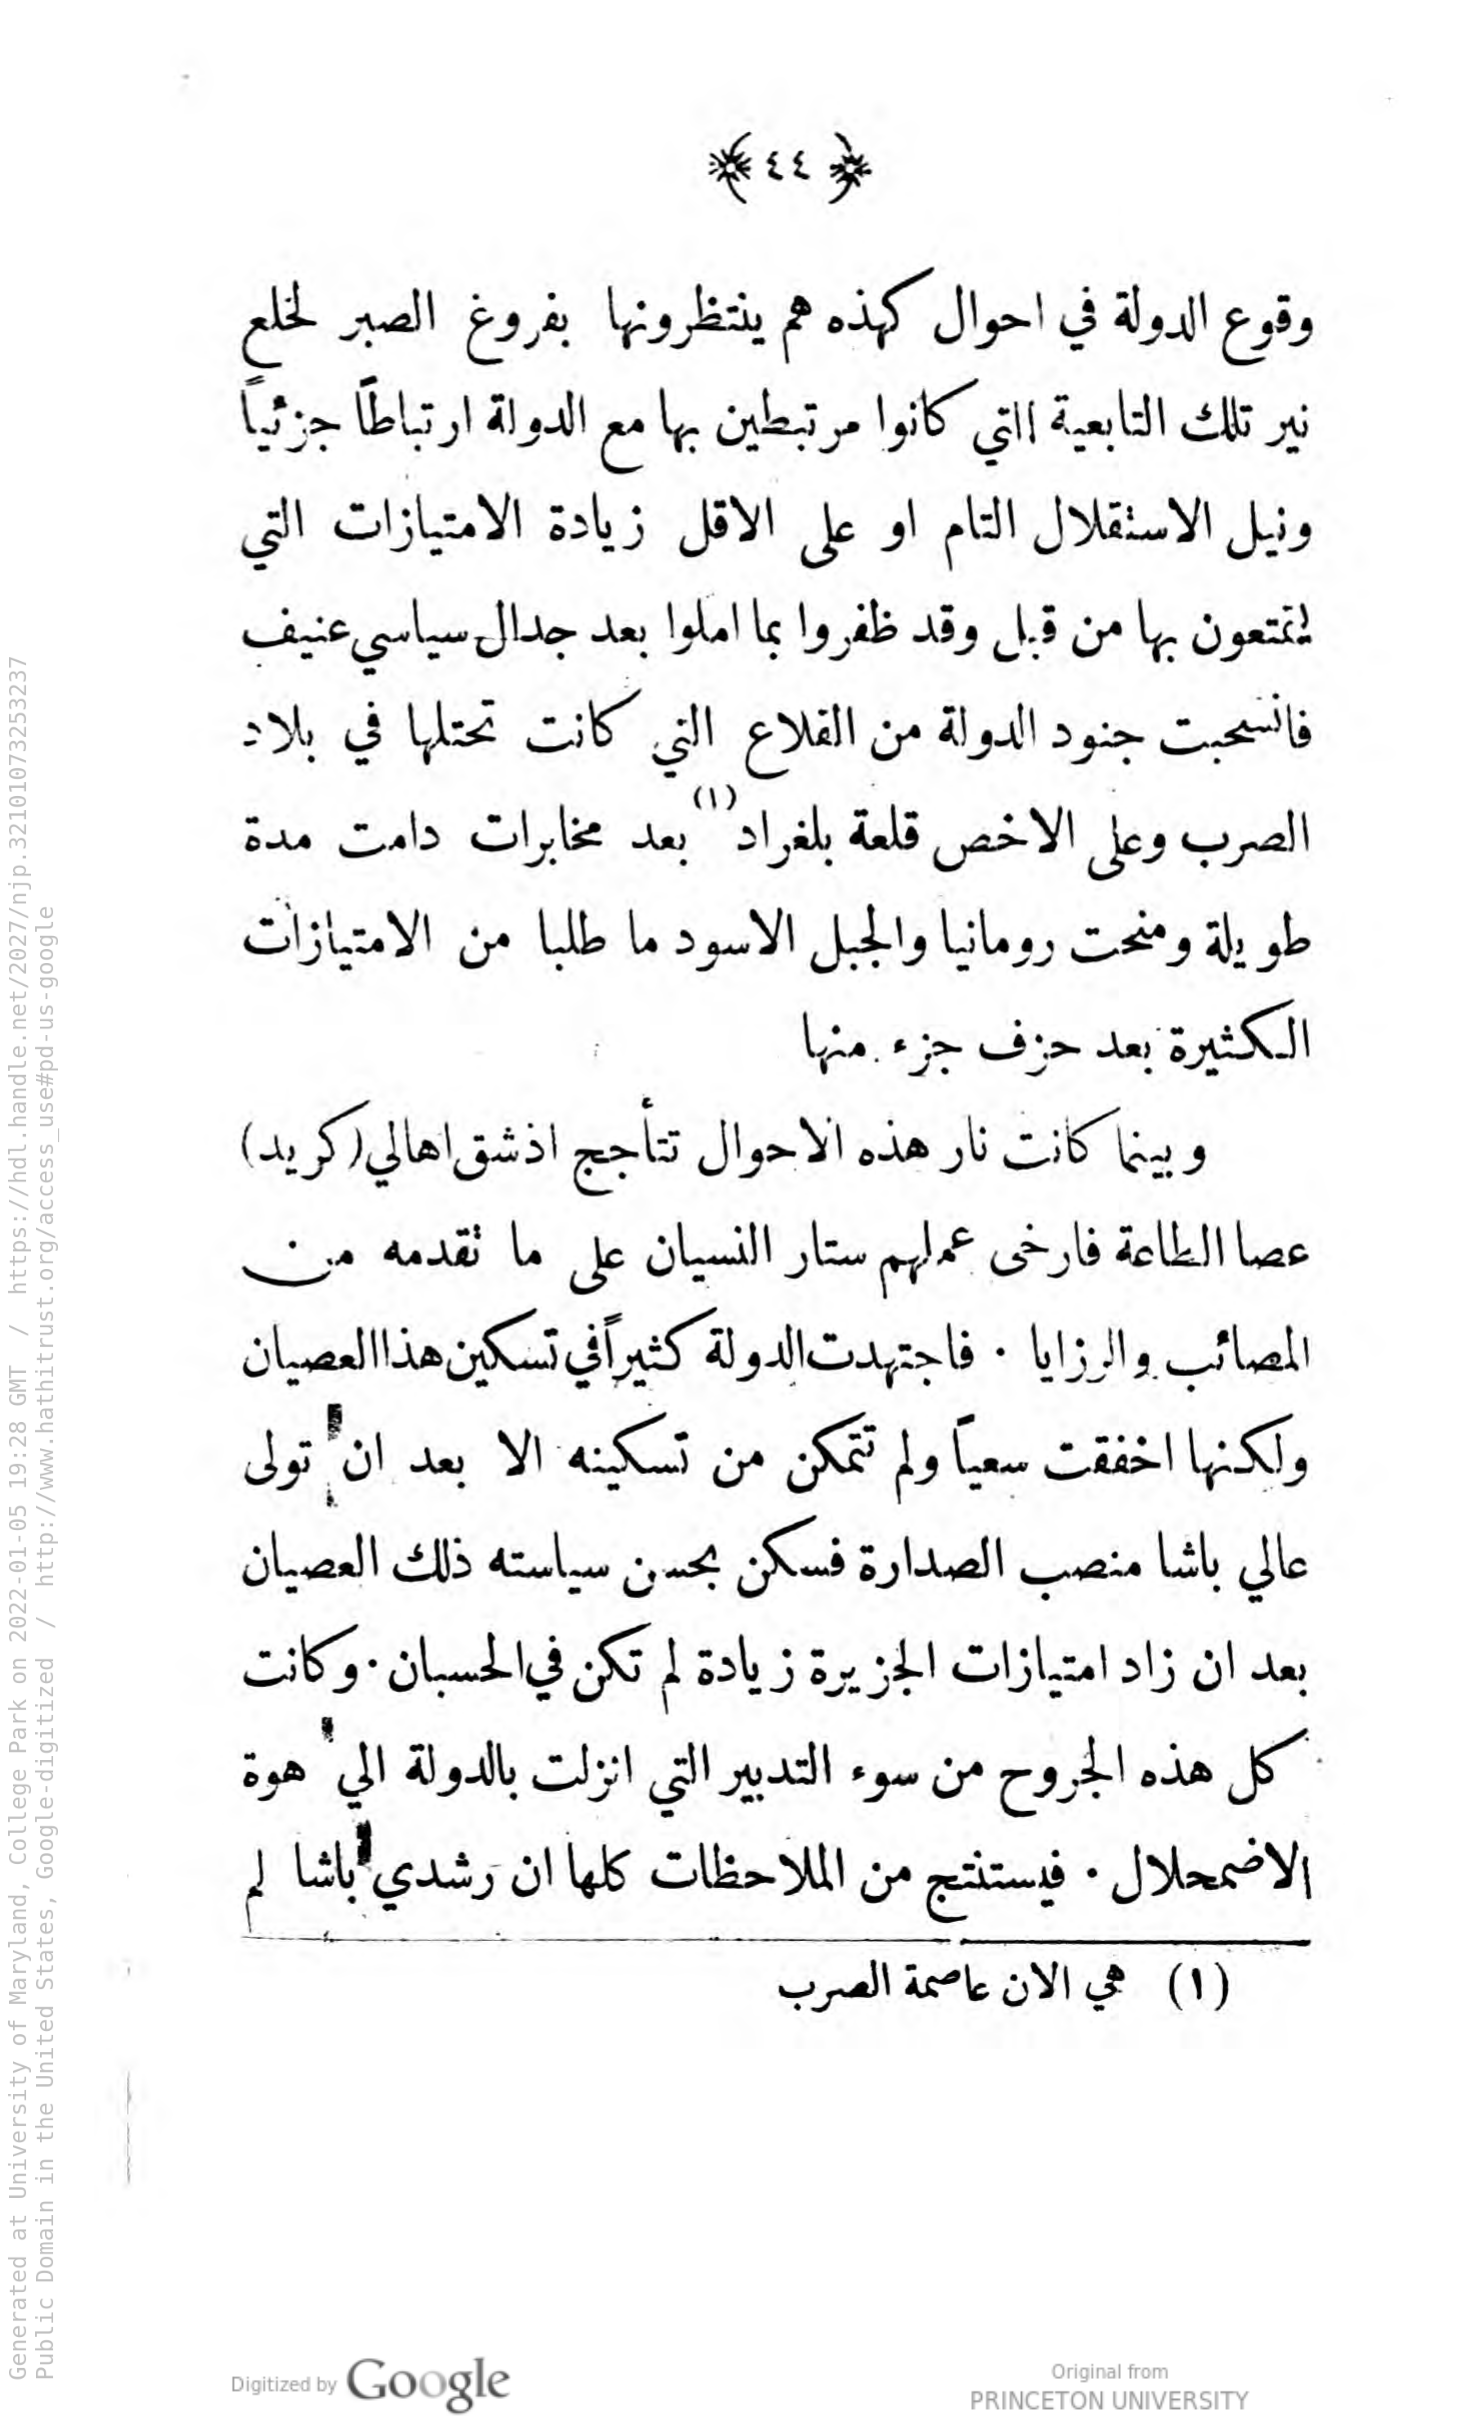 ٤٤
وقوع الدولة في احوال كهذه هم ينتظرونها بفروغ الصبر لخلع
نير تلك التابعية التي كانوا مرتبطين بها مع الدولة ارتباطاً جزئياً
ونيل الاستقلال التام او على الاقل زيادة الامتيازات التي
يتمتعون بها من قبل وقد ظفروا بما املوا بعد جدال سياسي عنيف
فانسحبت جنود الدولة من القلاع التي كانت تحتلها في بلاد
الصرب وعلى الاخص قلعة بلغراد (١) بعد مخابرات دامت مدة
طويلة ومنحت رومانيا والجبل الاسود ما طلبا من الامتيازات
الكثيرة بعد حزف جزء منها
وبينما كانت نار هذه الاحوال تتأجج اذ شق اهالي (كريد)
عصا الطاعة فارخى عملهم ستار النسيان على ما تقدمه من
المصائب والرزايا · فاجتهدت الدولة كثيراً في تسكين هذا العصيان
ولكنها اخفقت سعياً ولم تتمكن من تسكينه الا بعد ان تولى
عالي باشا منصب الصدارة فسكن بحسن سياسته ذلك العصيان
بعد ان زاد امتيازات الجزيرة زيادة لم تكن في الحسبان · وكانت
كل هذه الجروح من سوء التدبير التي انزلت بالدولة الي هوة
الاضمحلال · فيستنتج من الملاحظات كلها ان رشدي باشا لم
(١) هي الان عاصمة الصرب
Digitized by Google
Original from
PRINCETON UNIVERSITY
Generated at University of Maryland, College Park on 2022-01-05 19:28 GMT / https://hdl.handle.net/2027/njp.32101073253237
Public Domain in the United States, Google-digitized / http://www.hathitrust.org/access_use#pd-us-google